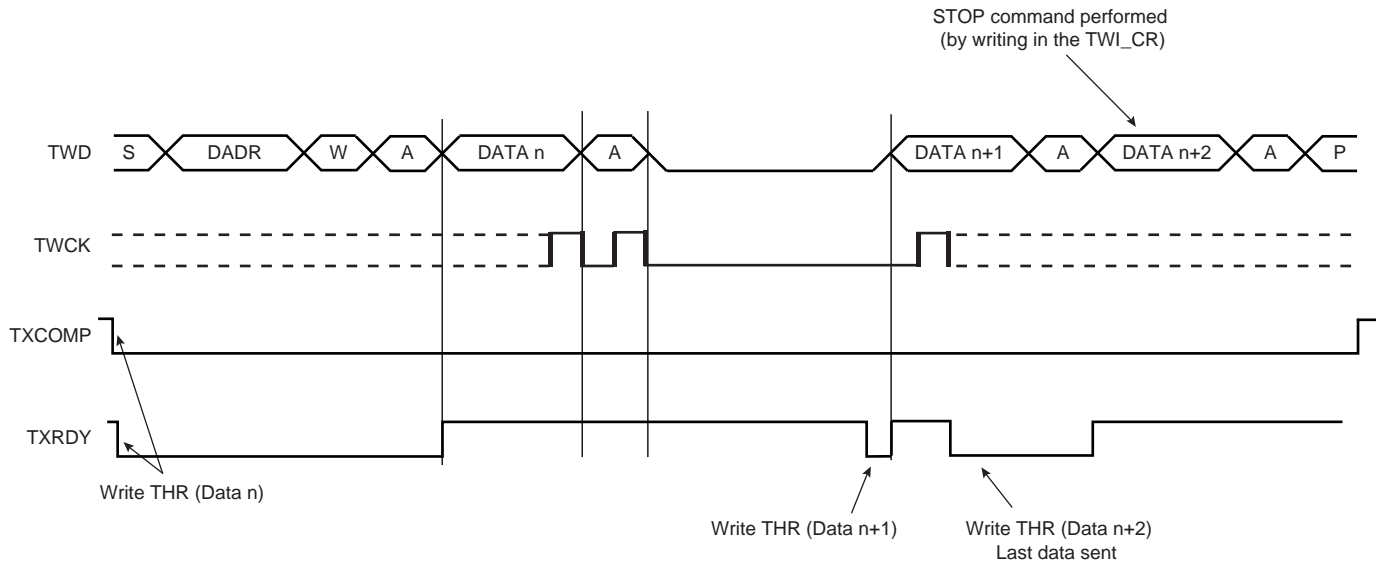 STOP command performed
(by writing in the TWI_CR)
TWD S DADR W A DATA n A DATA n+1 A DATA n+2 A P
TWCK
TXCOMP
TXRDY
Write THR (Data n)
Write THR (Data n+1)
Write THR (Data n+2)
Last data sent